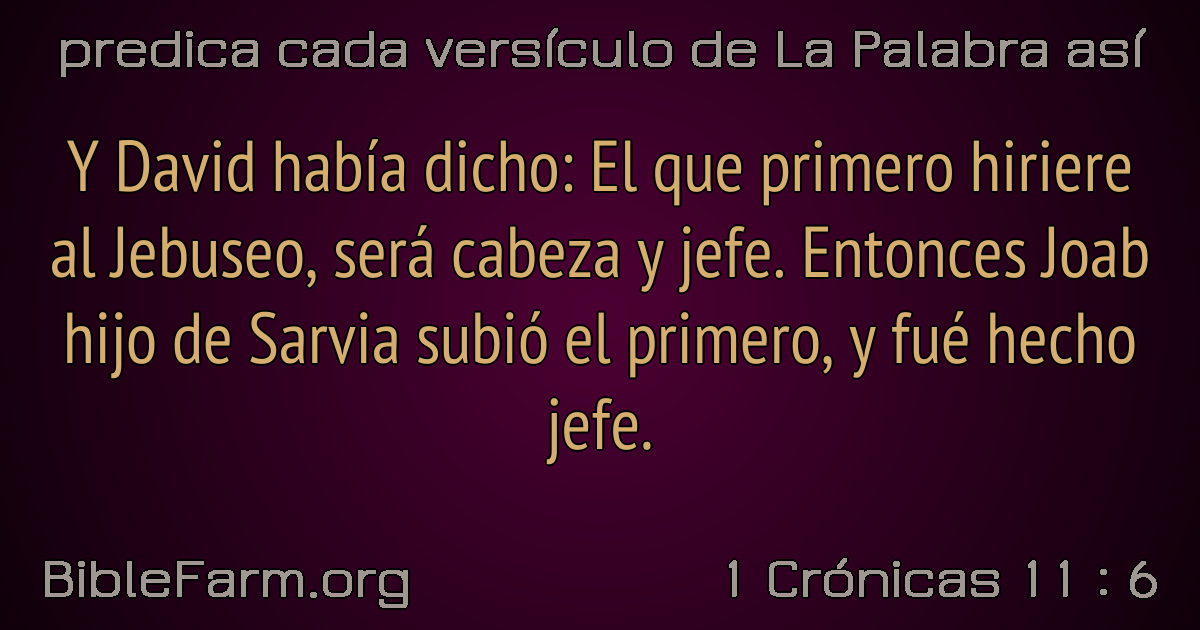 predica cada versículo de La Palabra así
Y David había dicho: El que primero hiriere
al Jebuseo, será cabeza y jefe. Entonces Joab
hijo de Sarvia subió el primero, y fué hecho
jefe.
BibleFarm.org
1 Crónicas 11 : 6